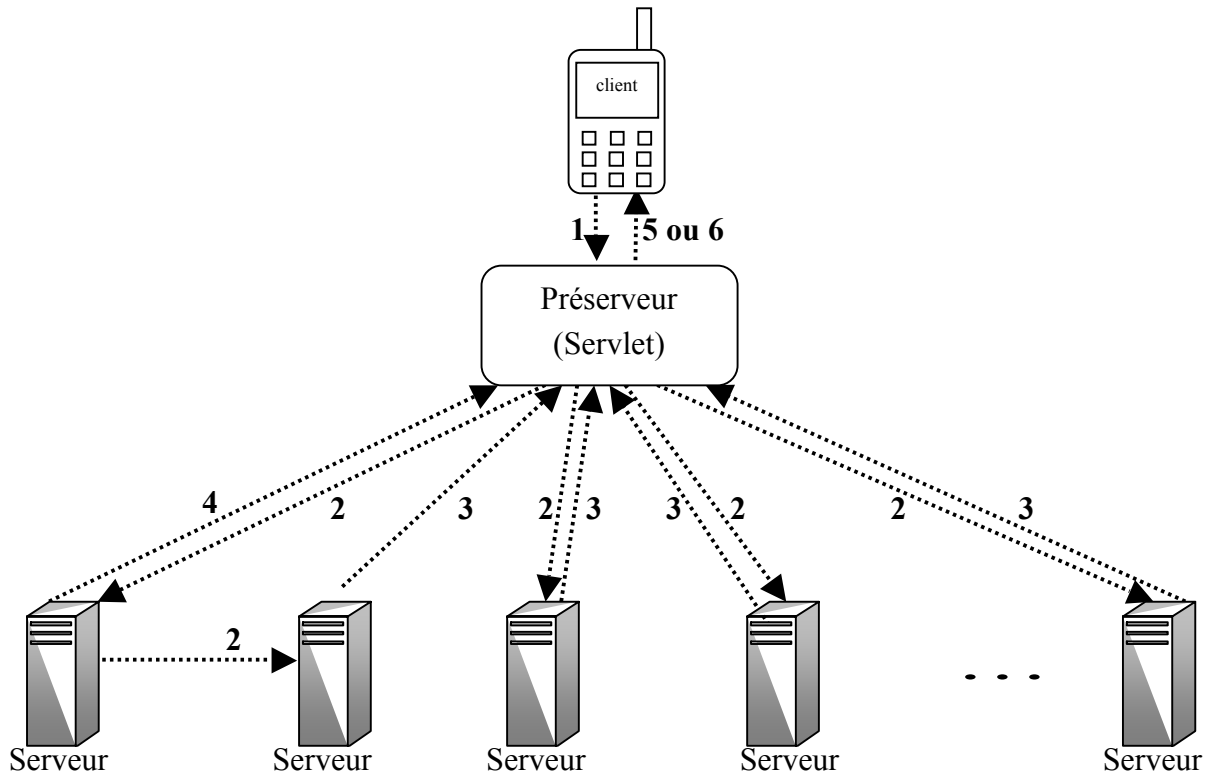 client
1
5 ou 6
Préserveur
(Servlet)
4
2
3
2
3
3
2
2
3
2
. . .
Serveur
Serveur
Serveur
Serveur
Serveur